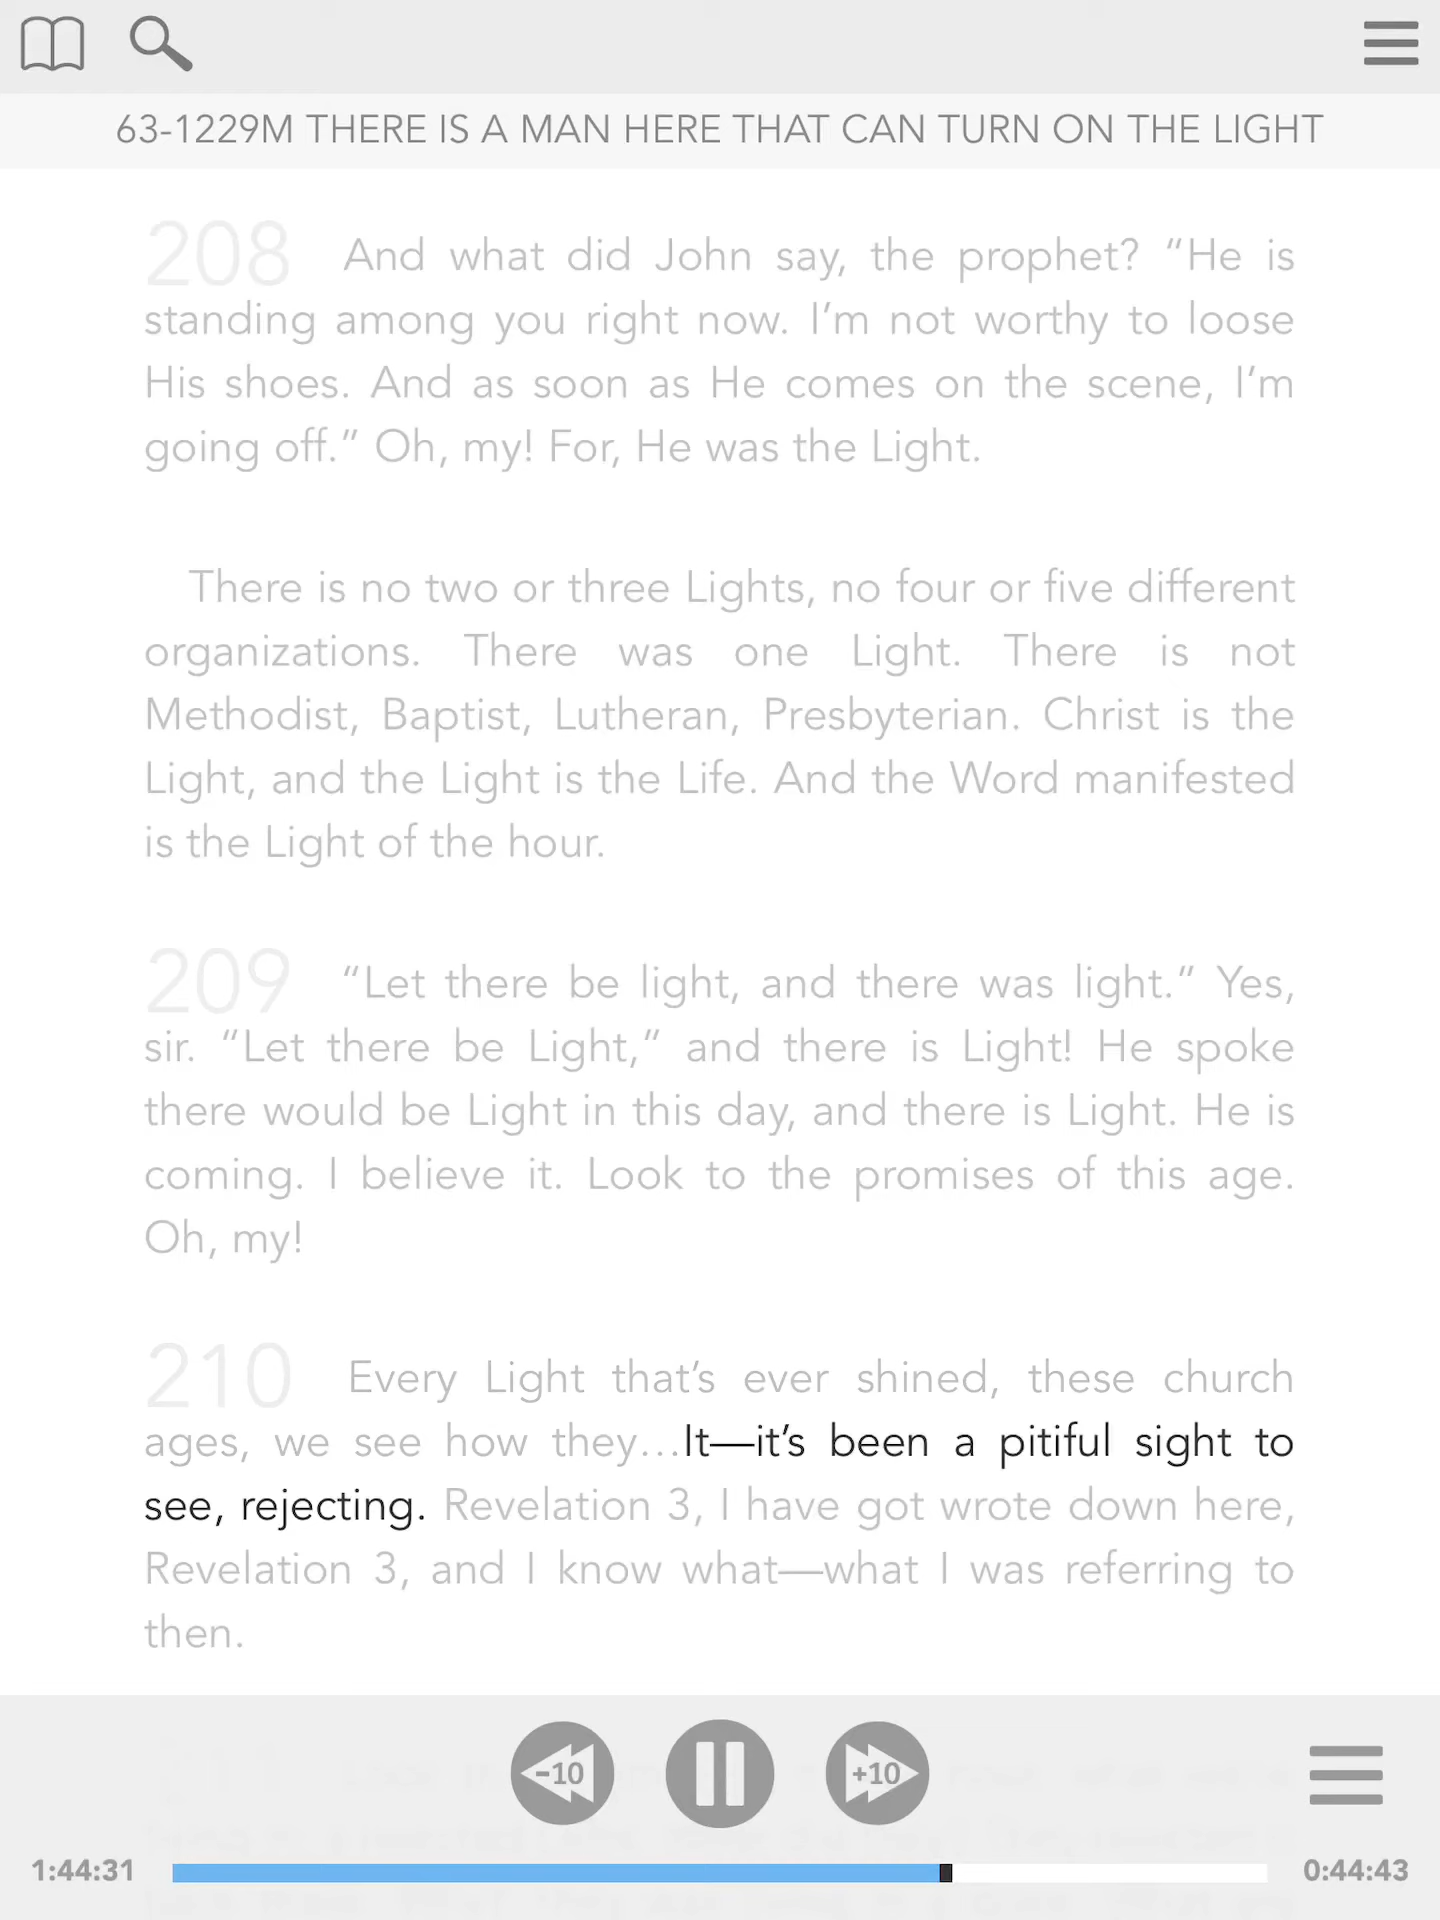 63-1229M THERE IS A MAN HERE THAT CAN TURN ON THE LIGHT
208 And what did John say, the prophet? “He is
standing among you right now. I’m not worthy to loose
His shoes. And as soon as He comes on the scene, I’m
going off.” Oh, my! For, He was the Light.
There is no two or three Lights, no four or five different
organizations. There was one Light. There is not
Methodist, Baptist, Lutheran, Presbyterian. Christ is the
Light, and the Light is the Life. And the Word manifested
is the Light of the hour.
209 “Let there be light, and there was light.” Yes,
sir. “Let there be Light,” and there is Light! He spoke
there would be Light in this day, and there is Light. He is
coming. I believe it. Look to the promises of this age.
Oh, my!
210 Every Light that’s ever shined, these church
ages, we see how they…It—it’s been a pitiful sight to
see, rejecting. Revelation 3, I have got wrote down here,
Revelation 3, and I know what—what I was referring to
then.
-10 +10
1:44:31 0:44:43